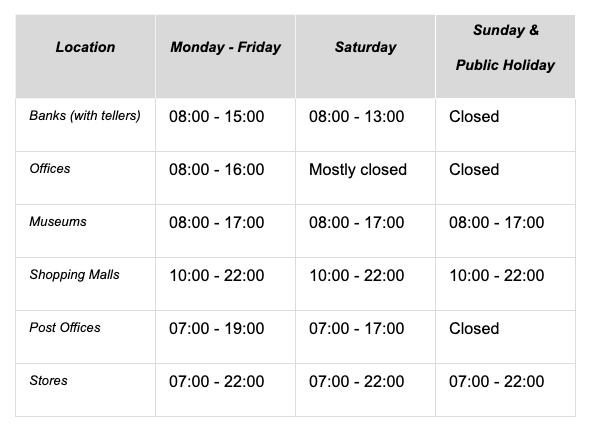 Location Monday - Friday Saturday Sunday &
Public Holiday
Banks (with tellers) 08:00 - 15:00 08:00 - 13:00 Closed
Offices 08:00 - 16:00 Mostly closed Closed
Museums 08:00 - 17:00 08:00 - 17:00 08:00 - 17:00
Shopping Malls 10:00 - 22:00 10:00 - 22:00 10:00 - 22:00
Post Offices 07:00 - 19:00 07:00 - 17:00 Closed
Stores 07:00 - 22:00 07:00 - 22:00 07:00 - 22:00